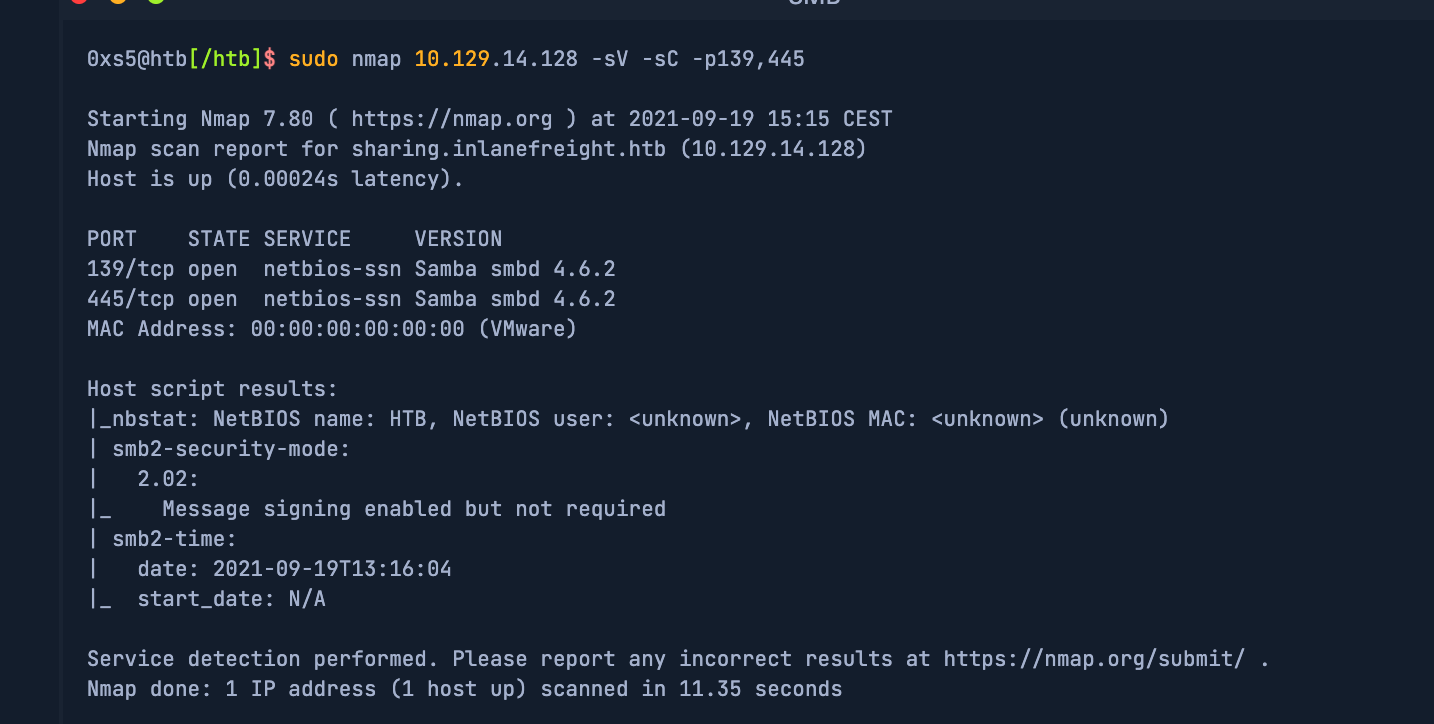 SMB
0xs5@htb[/htb]$ sudo nmap 10.129.14.128 -sV -sC -p139,445
Starting Nmap 7.80 ( https://nmap.org ) at 2021-09-19 15:15 CEST
Nmap scan report for sharing.inlanefreight.htb (10.129.14.128)
Host is up (0.00024s latency).
PORT    STATE SERVICE     VERSION
139/tcp open  netbios-ssn Samba smbd 4.6.2
445/tcp open  netbios-ssn Samba smbd 4.6.2
MAC Address: 00:00:00:00:00:00 (VMware)
Host script results:
|_nbstat: NetBIOS name: HTB, NetBIOS user: <unknown>, NetBIOS MAC: <unknown> (unknown)
| smb2-security-mode:
|   2.02:
|_    Message signing enabled but not required
| smb2-time:
|   date: 2021-09-19T13:16:04
|_  start_date: N/A
Service detection performed. Please report any incorrect results at https://nmap.org/submit/ .
Nmap done: 1 IP address (1 host up) scanned in 11.35 seconds